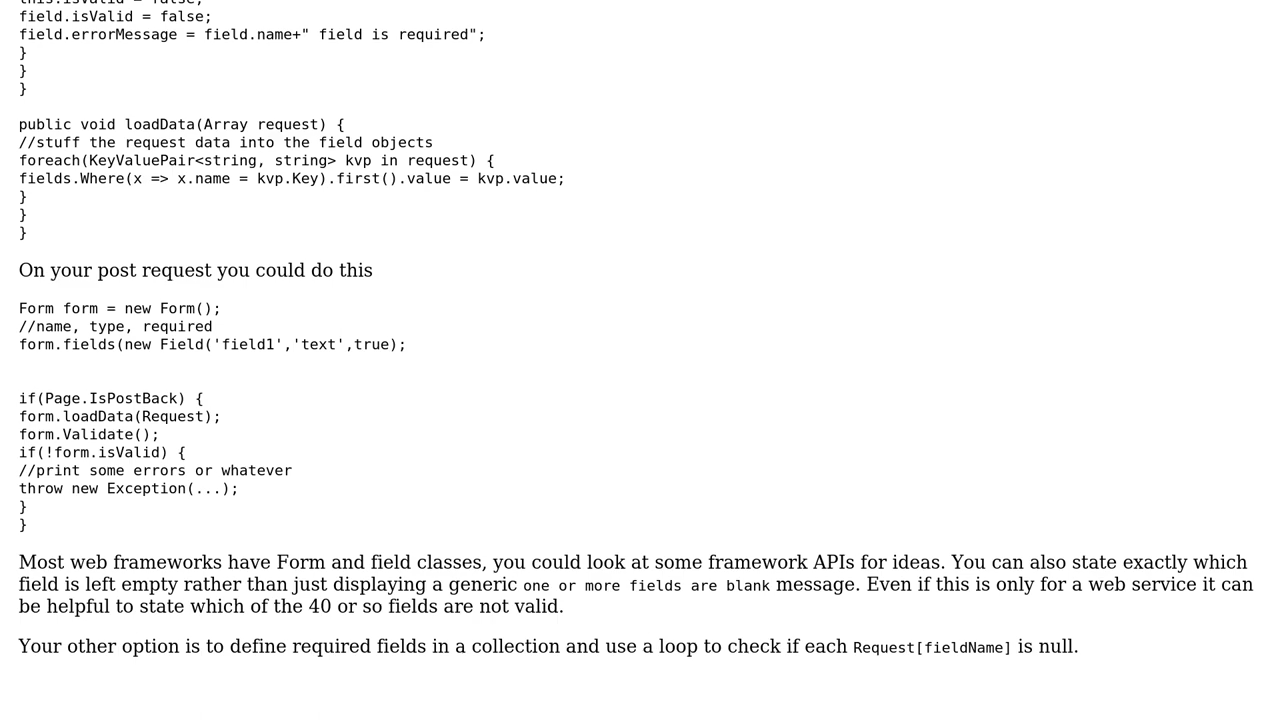 this.isValid = false;
field.isValid = false;
field.errorMessage = field.name+" field is required";
}
}
}
public void loadData(Array request) {
//stuff the request data into the field objects
foreach(KeyValuePair<string, string> kvp in request) {
fields.Where(x => x.name = kvp.Key).first().value = kvp.value;
}
}
}
On your post request you could do this
Form form = new Form();
//name, type, required
form.fields(new Field('field1','text',true);
if(Page.IsPostBack) {
form.loadData(Request);
form.Validate();
if(!form.isValid) {
//print some errors or whatever
throw new Exception(...);
}
}
Most web frameworks have Form and field classes, you could look at some framework APIs for ideas. You can also state exactly which
field is left empty rather than just displaying a generic one or more fields are blank message. Even if this is only for a web service it can
be helpful to state which of the 40 or so fields are not valid.
Your other option is to define required fields in a collection and use a loop to check if each Request[fieldName] is null.